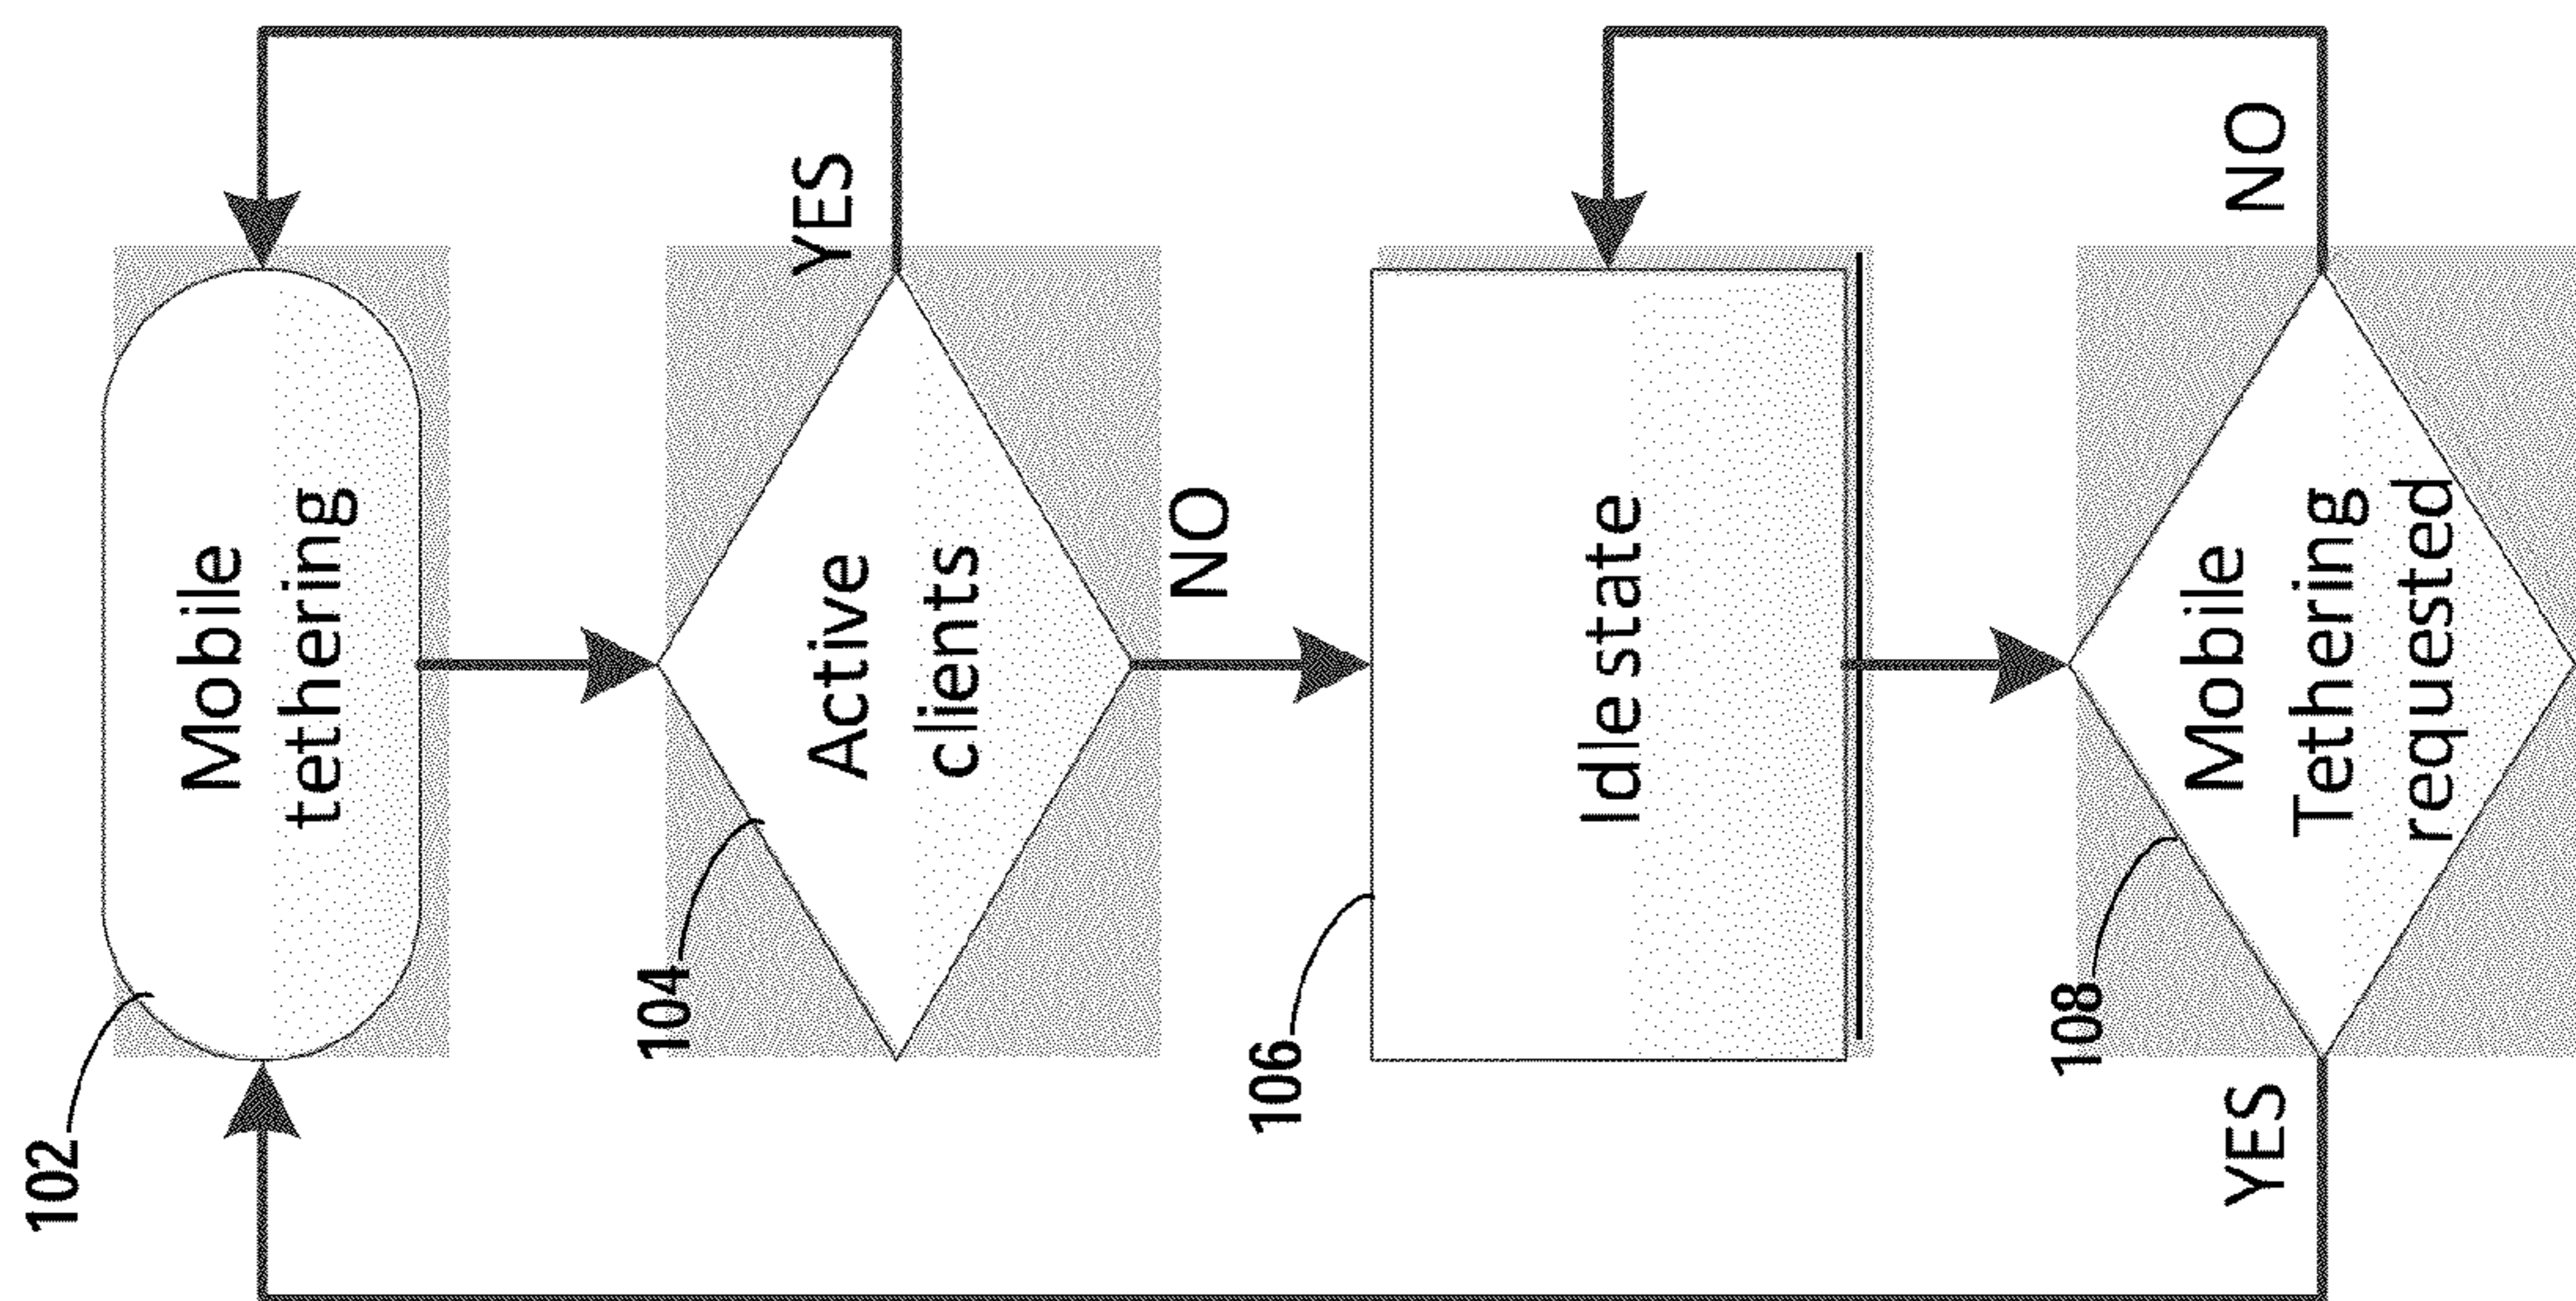 102
Mobile
tethering
104
Active
clients
YES
NO
106
Idle state
108
Mobile
Tethering
requested
YES
NO